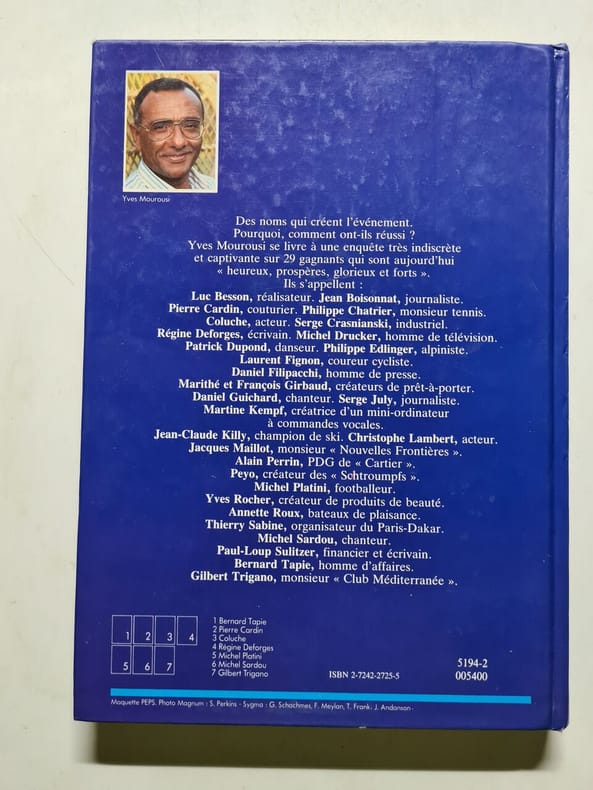 Yves Mourousi
Des noms qui créent l'événement.
Pourquoi, comment ont-ils réussi ?
Yves Mourousi se livre à une enquête très indiscrète
et captivante sur 29 gagnants qui sont aujourd'hui
« heureux, prospères, glorieux et forts ».
Ils s'appellent :
Luc Besson, réalisateur. Jean Boisonnat, journaliste.
Pierre Cardin, couturier. Philippe Chatrier, monsieur tennis.
Coluche, acteur. Serge Crasnianski, industriel.
Régine Deforges, écrivain. Michel Drucker, homme de télévision.
Patrick Dupond, danseur. Philippe Edlinger, alpiniste.
Laurent Fignon, coureur cycliste.
Daniel Filipacchi, homme de presse.
Marithé et François Girbaud, créateurs de prêt-à-porter.
Daniel Guichard, chanteur. Serge July, journaliste.
Martine Kempf, créatrice d'un mini-ordinateur
à commandes vocales.
Jean-Claude Killy, champion de ski. Christophe Lambert, acteur.
Jacques Maillot, monsieur « Nouvelles Frontières ».
Alain Perrin, PDG de « Cartier ».
Peyo, créateur des « Schtroumpfs ».
Michel Platini, footballeur.
Yves Rocher, créateur de produits de beauté.
Annette Roux, bateaux de plaisance.
Thierry Sabine, organisateur du Paris-Dakar.
Michel Sardou, chanteur.
Paul-Loup Sulitzer, financier et écrivain.
Bernard Tapie, homme d'affaires.
Gilbert Trigano, monsieur « Club Méditerranée ».
1 2 3 4
5 6 7
1 Bernard Tapie
2 Pierre Cardin
3 Coluche
4 Régine Deforges
5 Michel Platini
6 Michel Sardou
7 Gilbert Trigano
ISBN 2-7242-2725-5
5194-2
005400
Maquette PEPS. Photo Magnum : S. Perkins - Sygma : G. Schachmes, F. Meylan, T. Frank, J. Andanson -